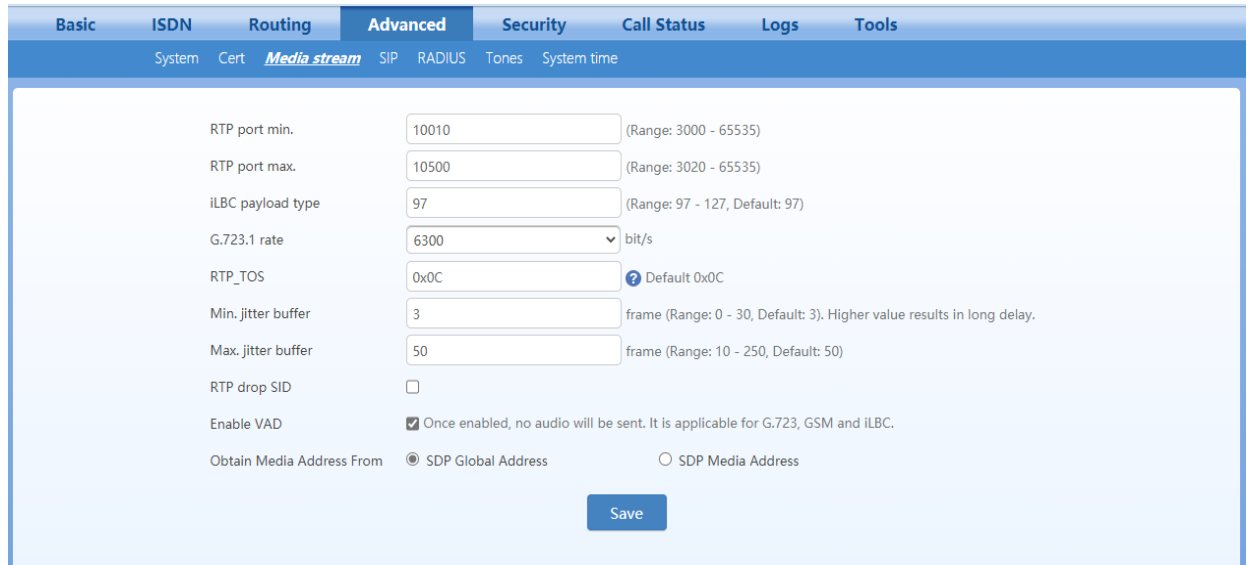 Basic ISDN Routing Advanced Security Call Status Logs Tools
System Cert Media stream SIP RADIUS Tones System time
RTP port min. 10010 (Range: 3000 - 65535)
RTP port max. 10500 (Range: 3020 - 65535)
iLBC payload type 97 (Range: 97 - 127, Default: 97)
G.723.1 rate 6300 bit/s
RTP_TOS 0x0C ? Default 0x0C
Min. jitter buffer 3 frame (Range: 0 - 30, Default: 3). Higher value results in long delay.
Max. jitter buffer 50 frame (Range: 10 - 250, Default: 50)
RTP drop SID
Enable VAD Once enabled, no audio will be sent. It is applicable for G.723, GSM and iLBC.
Obtain Media Address From SDP Global Address SDP Media Address
Save